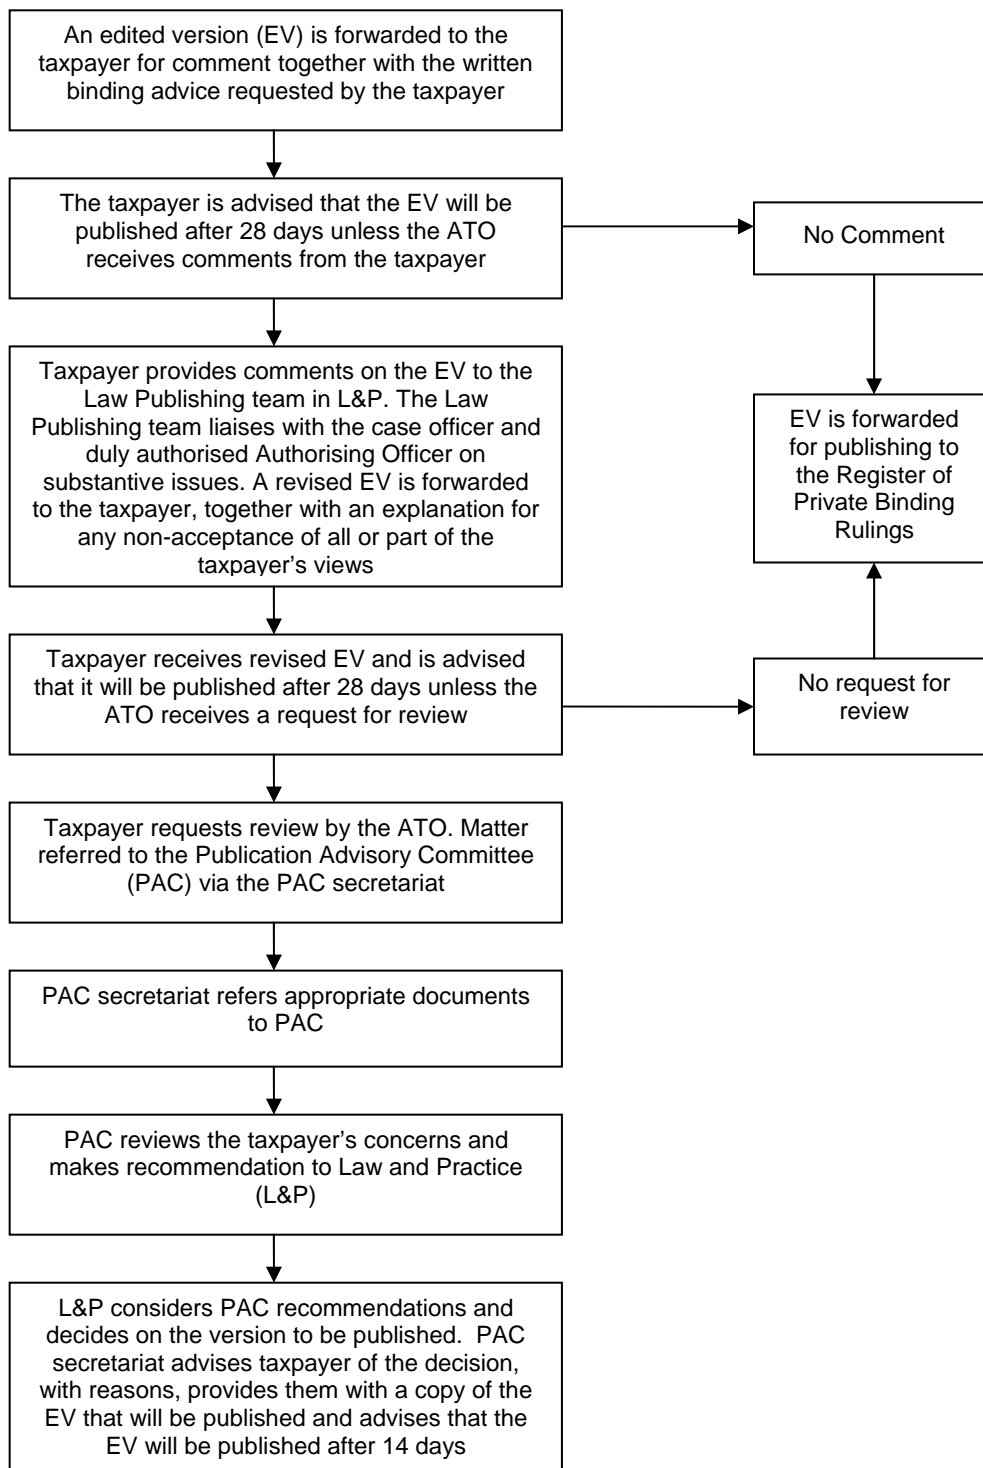 An edited version (EV) is forwarded to the
taxpayer for comment together with the written
binding advice requested by the taxpayer
The taxpayer is advised that the EV will be
published after 28 days unless the ATO
receives comments from the taxpayer
No Comment
Taxpayer provides comments on the EV to the
Law Publishing team in L&P. The Law
Publishing team liaises with the case officer and
duly authorised Authorising Officer on
substantive issues. A revised EV is forwarded
to the taxpayer, together with an explanation for
any non-acceptance of all or part of the
taxpayer’s views
EV is forwarded
for publishing to
the Register of
Private Binding
Rulings
Taxpayer receives revised EV and is advised
that it will be published after 28 days unless the
ATO receives a request for review
No request for
review
Taxpayer requests review by the ATO. Matter
referred to the Publication Advisory Committee
(PAC) via the PAC secretariat
PAC secretariat refers appropriate documents
to PAC
PAC reviews the taxpayer’s concerns and
makes recommendation to Law and Practice
(L&P)
L&P considers PAC recommendations and
decides on the version to be published.  PAC
secretariat advises taxpayer of the decision,
with reasons, provides them with a copy of the
EV that will be published and advises that the
EV will be published after 14 days